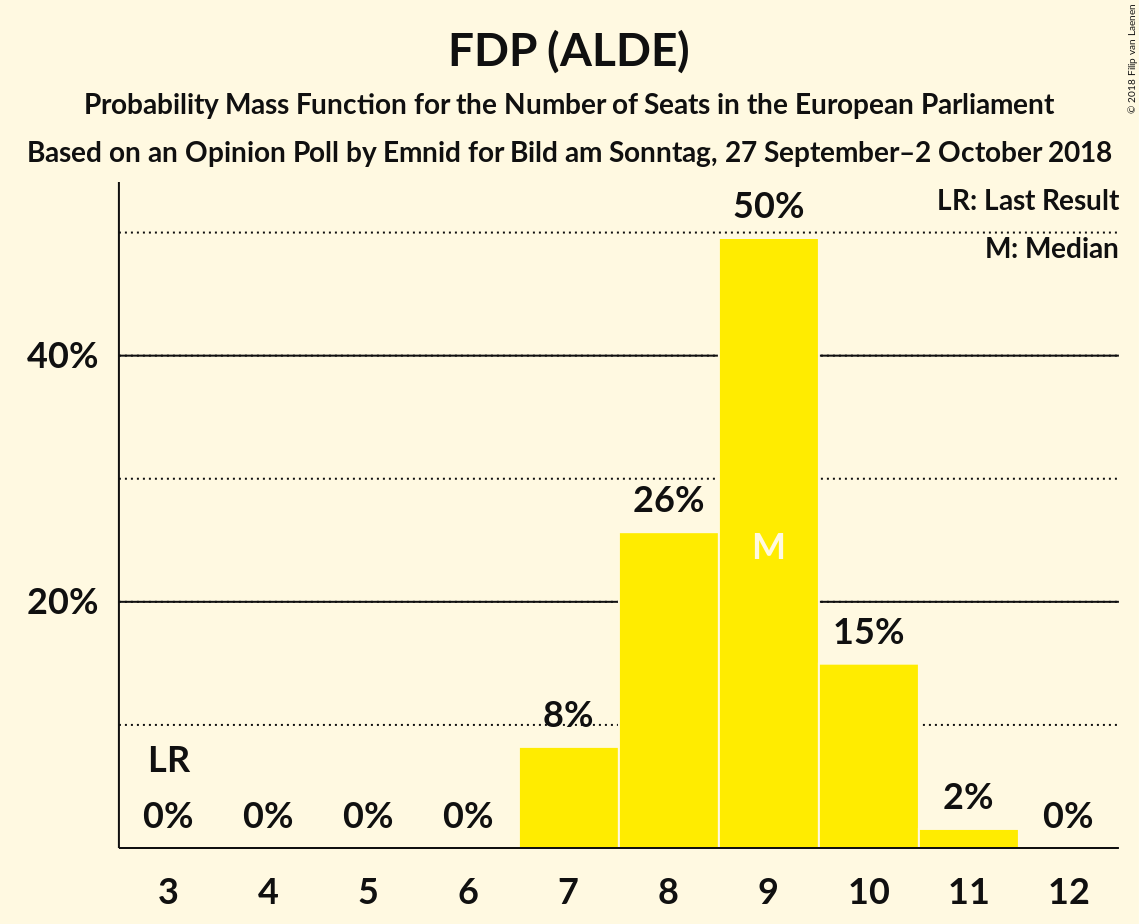 FDP (ALDE)
Probability Mass Function for the Number of Seats in the European Parliament
Based on an Opinion Poll by Emnid for Bild am Sonntag, 27 September–2 October 2018
© 2018 Filip van Laenen
LR: Last Result
M: Median
50%
40%
26%
M
20%
15%
8%
LR
2%
0%
0%
0%
0%
0%
3
4
5
6
7
8
9
10
11
12